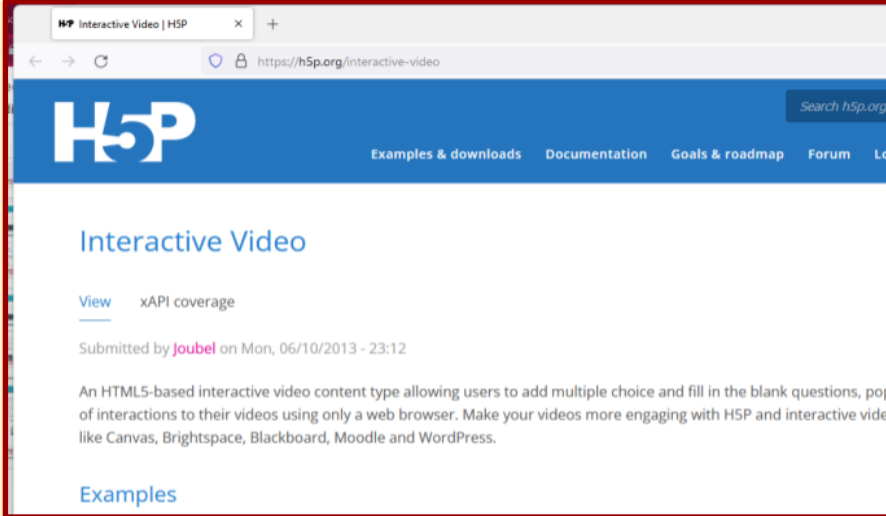 H5P Interactive Video | H5P
https://h5p.org/interactive-video
H5P
Search h5p.org
Examples & downloads Documentation Goals & roadmap Forum
Interactive Video
View xAPI coverage
Submitted by Joubel on Mon, 06/10/2013 - 23:12
An HTML5-based interactive video content type allowing users to add multiple choice and fill in the blank questions,
of interactions to their videos using only a web browser. Make your videos more engaging with H5P and interactive
like Canvas, Brightspace, Blackboard, Moodle and WordPress.
Examples